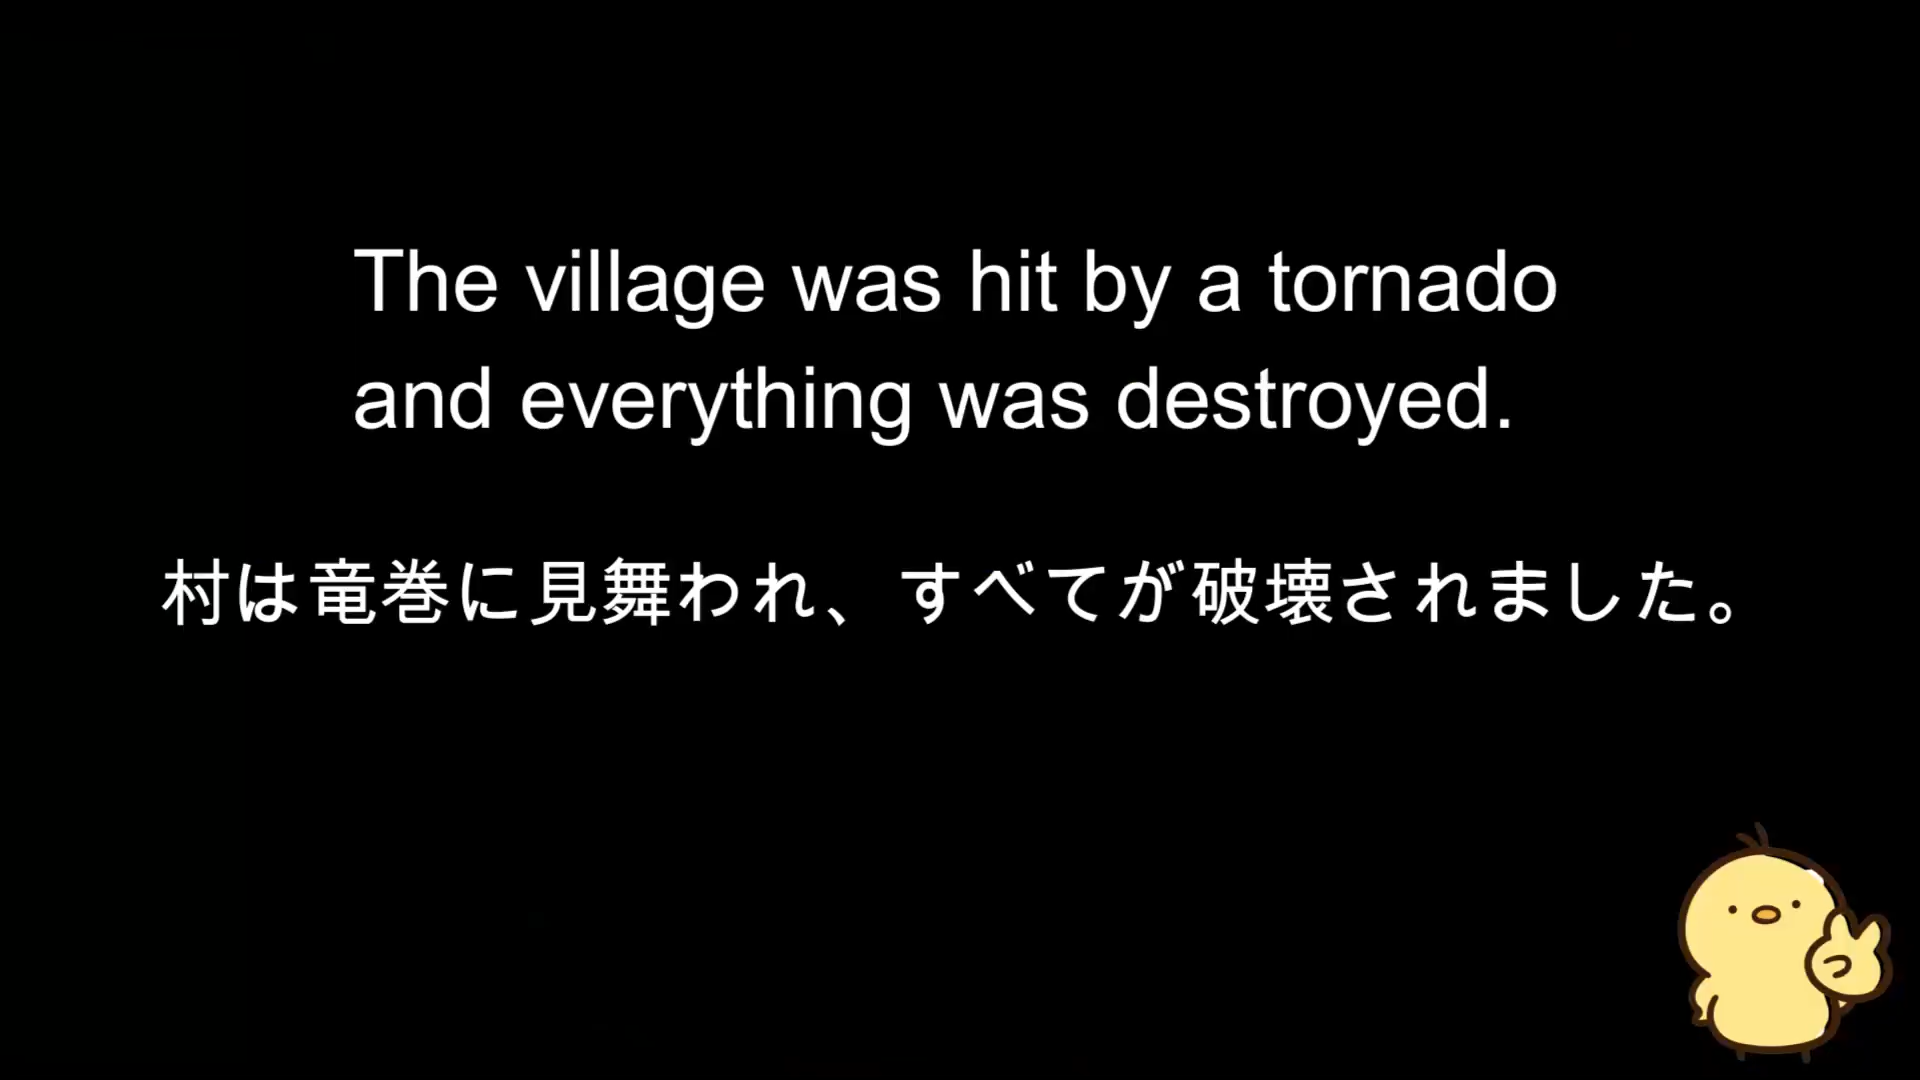 The village was hit by a tornado
and everything was destroyed.
村は竜巻に見舞われ、すべてが破壊されました。